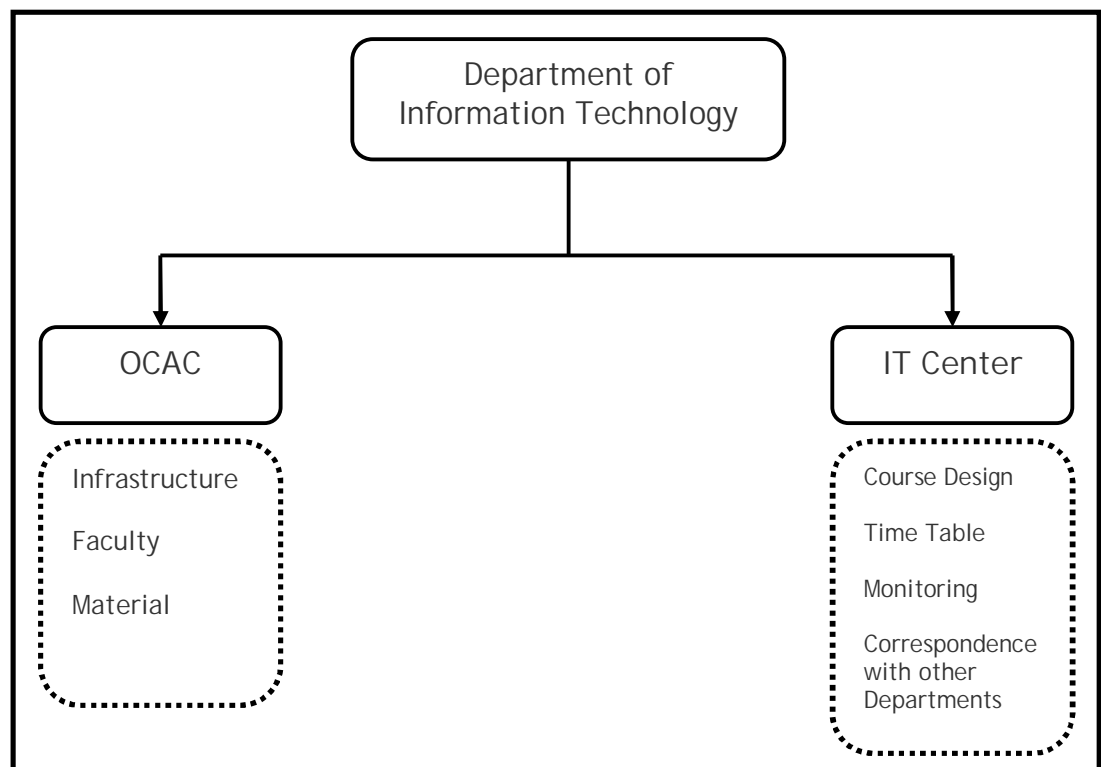 Department of
Information Technology
OCAC
IT Center
Infrastructure
Faculty
Material
Course Design
Time Table
Monitoring
Correspondence
with other
Departments